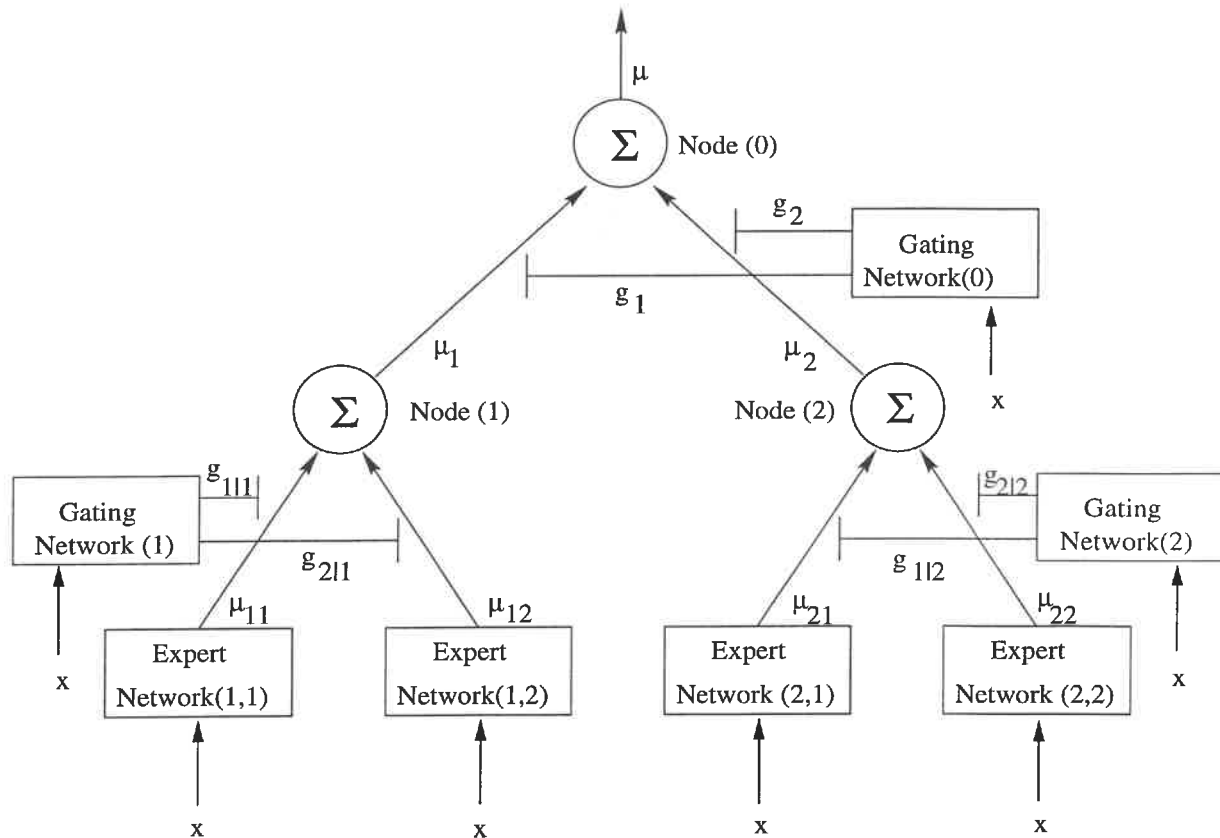 μ
Σ
Node (0)
g2
Gating
Network(0)
g1
μ1
μ2
x
Σ
Node (1)
Node (2)
Σ
g1|1
Gating
Network (1)
g2|1
g2|2
Gating
Network(2)
g1|2
μ11
μ12
μ21
μ22
x
x
Expert
Network(1,1)
Expert
Network(1,2)
Expert
Network (2,1)
Expert
Network (2,2)
x
x
x
x